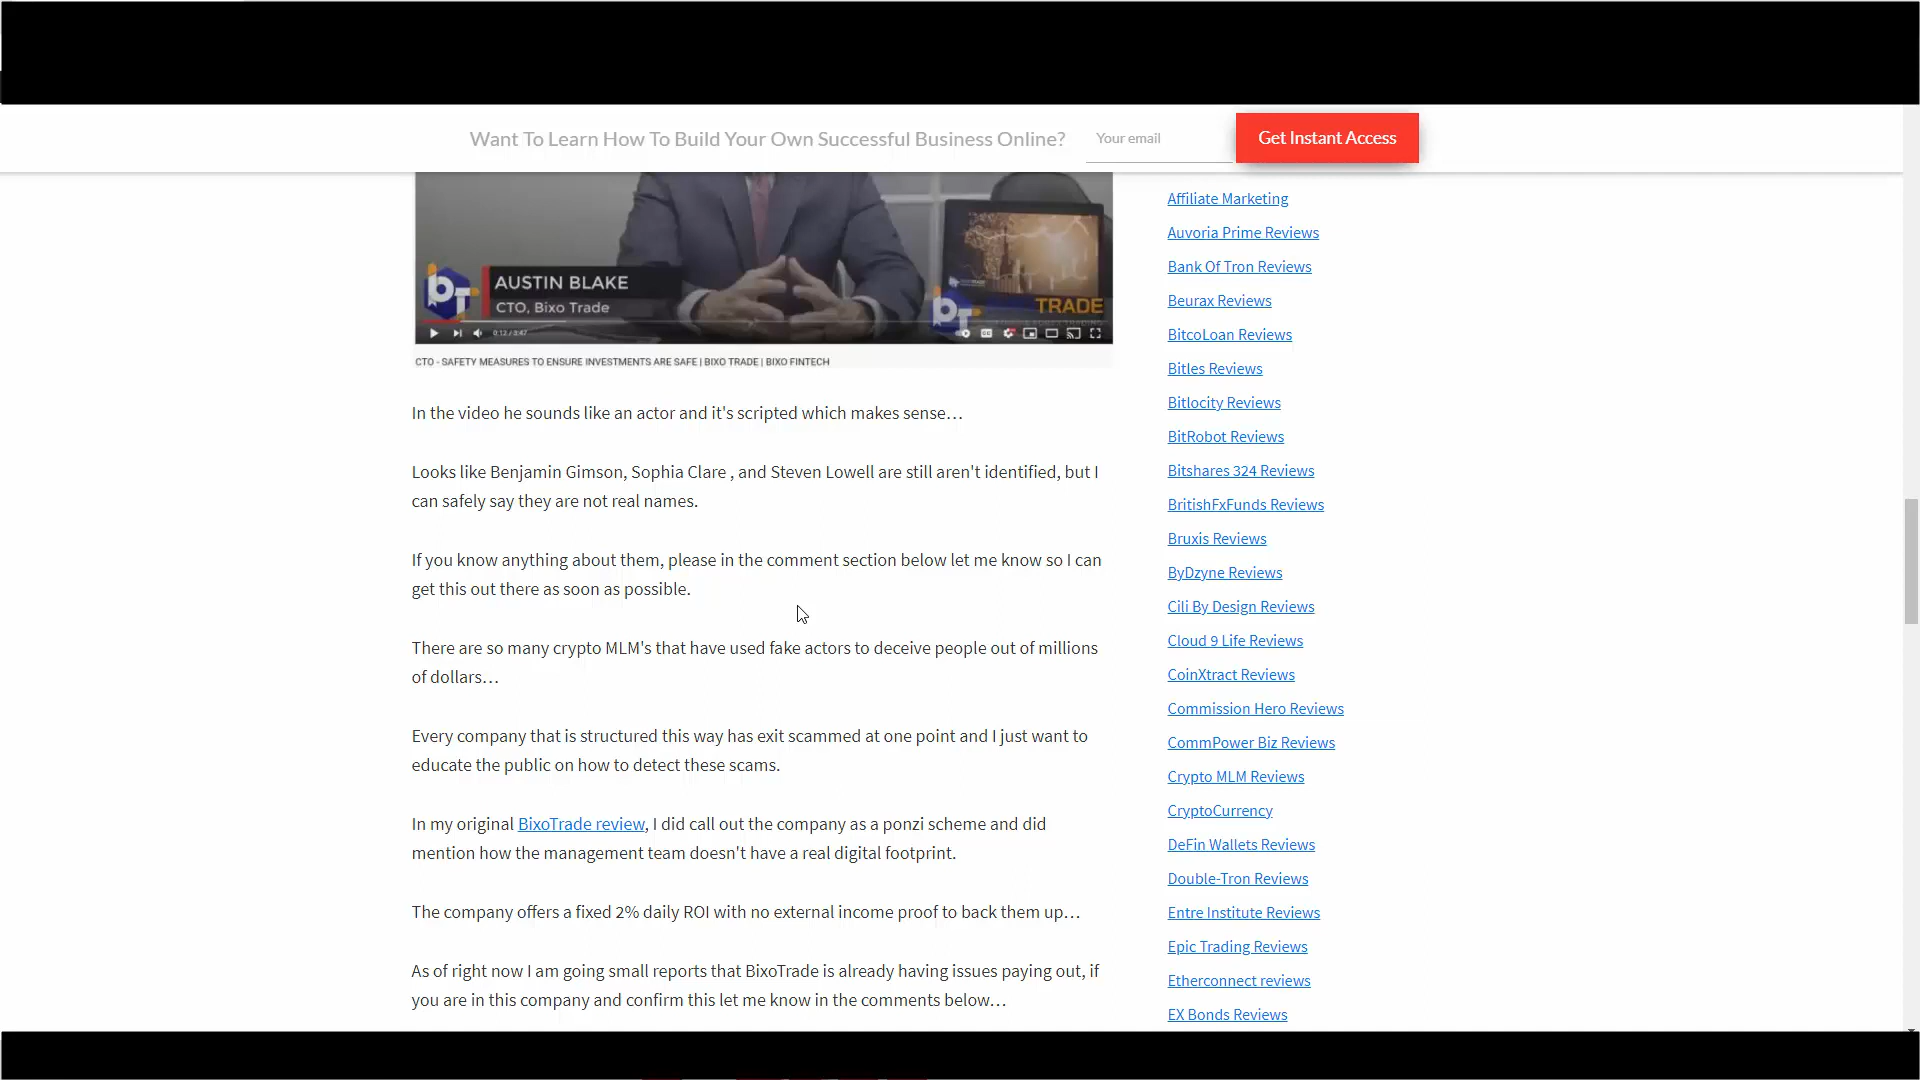 Want To Learn How To Build Your Own Successful Business Online?
Your email
Get Instant Access
AUSTIN BLAKE
CTO, Bixo Trade
bT
TRADE
0:12 / 3:47
CTO - SAFETY MEASURES TO ENSURE INVESTMENTS ARE SAFE | BIXO TRADE | BIXO FINTECH
In the video he sounds like an actor and it's scripted which makes sense…
Looks like Benjamin Gimson, Sophia Clare , and Steven Lowell are still aren't identified, but I
can safely say they are not real names.
If you know anything about them, please in the comment section below let me know so I can
get this out there as soon as possible.
There are so many crypto MLM's that have used fake actors to deceive people out of millions
of dollars…
Every company that is structured this way has exit scammed at one point and I just want to
educate the public on how to detect these scams.
In my original BixoTrade review, I did call out the company as a ponzi scheme and did
mention how the management team doesn't have a real digital footprint.
The company offers a fixed 2% daily ROI with no external income proof to back them up…
As of right now I am going small reports that BixoTrade is already having issues paying out, if
you are in this company and confirm this let me know in the comments below…
Affiliate Marketing
Auvoria Prime Reviews
Bank Of Tron Reviews
Beurax Reviews
BitcoLoan Reviews
Bitles Reviews
Bitlocity Reviews
BitRobot Reviews
Bitshares 324 Reviews
BritishFxFunds Reviews
Bruxis Reviews
ByDzyne Reviews
Cili By Design Reviews
Cloud 9 Life Reviews
CoinXtract Reviews
Commission Hero Reviews
CommPower Biz Reviews
Crypto MLM Reviews
CryptoCurrency
DeFin Wallets Reviews
Double-Tron Reviews
Entre Institute Reviews
Epic Trading Reviews
Etherconnect reviews
EX Bonds Reviews